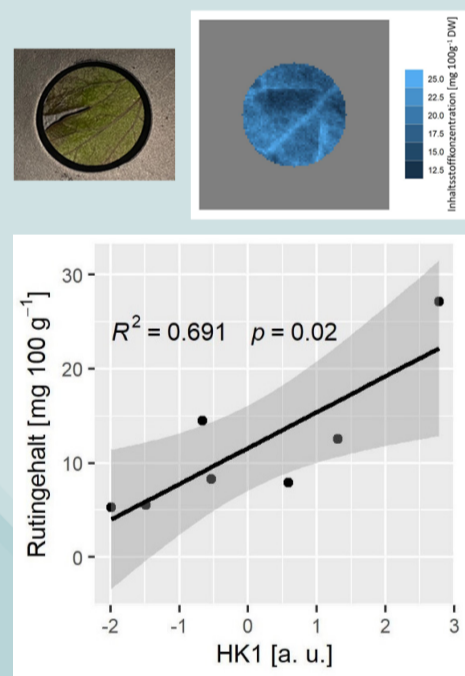 25.0
22.5
20.0
17.5
15.0
12.5
Inhaltsstoffkonzentration [mg 100g⁻¹ DW]
R² = 0.691 p = 0.02
Rutingehalt [mg 100 g⁻¹]
30
20
10
0
-2 -1 0 1 2 3
HK1 [a. u.]